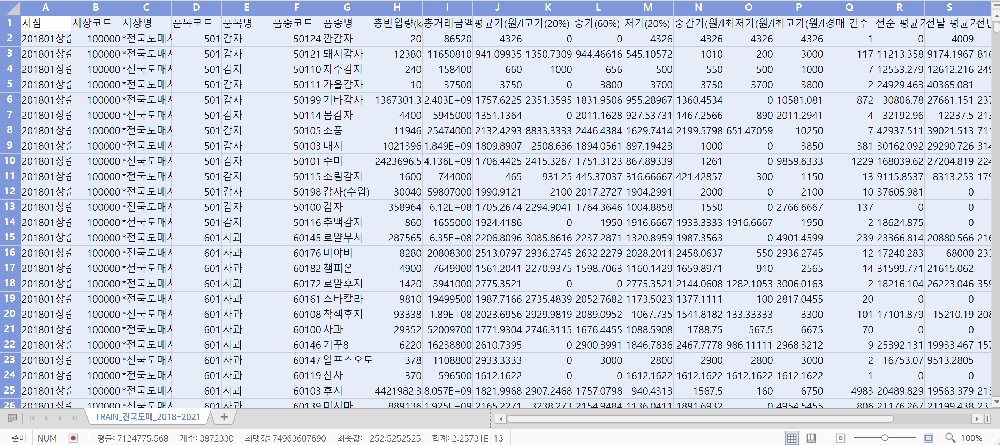 A B C D E F G H I J K L M N O P Q R S
1 시점 시장코드 시장명 품목코드 품목명 품종코드 품종명 총반입량(k 총거래금액 평균가(원/k 고가(20%) 중가(60%) 저가(20%) 중간가(원/k 최저가(원/k 최고가(원/k 경매 건수 전순 평균가 전달 평균가 전년
2 201801상순 100000 *전국도매시 501 감자 50124 깐감자 20 86520 4326 0 0 4326 4326 4326 4326 1 0 4009
3 201801상순 100000 *전국도매시 501 감자 50121 돼지감자 12380 11650810 941.09935 1350.7309 944.46616 545.10572 1010 200 3000 117 11213.358 9174.1967 816
4 201801상순 100000 *전국도매시 501 감자 50110 자주감자 240 158400 660 1000 656 500 550 500 1000 7 12553.279 12612.216 249
5 201801상순 100000 *전국도매시 501 감자 50111 가을감자 10 37500 3750 0 3800 3700 3750 3700 3800 2 24929.463 40365.081
6 201801상순 100000 *전국도매시 501 감자 50199 기타감자 1367301.3 2.403E+09 1757.6225 2351.3595 1831.9506 955.28967 1360.4534 0 10581.081 872 30806.78 27661.151 237
7 201801상순 100000 *전국도매시 501 감자 50114 봄감자 4400 5945000 1351.1364 0 2011.1628 927.53731 1467.2566 890 2011.2941 4 32192.96 12237.5 213
8 201801상순 100000 *전국도매시 501 감자 50105 조풍 11946 25474000 2132.4293 8833.3333 2446.4384 1629.7414 2199.5798 651.47059 10250 7 42937.511 39021.513 711
9 201801상순 100000 *전국도매시 501 감자 50103 대지 1021396 1.849E+09 1809.8907 2508.636 1894.0561 897.19423 1000 0 3850 381 30162.092 29290.726 314
10 201801상순 100000 *전국도매시 501 감자 50101 수미 2423696.5 4.136E+09 1706.4425 2415.3267 1751.3123 867.89339 1261 0 9859.6333 1229 168039.62 27204.819 224
11 201801상순 100000 *전국도매시 501 감자 50115 조림감자 1600 744000 465 931.25 445.37037 316.66667 421.42857 300 1150 13 9115.8537 8313.253 179
12 201801상순 100000 *전국도매시 501 감자 50198 감자(수입) 30040 59807000 1990.9121 2100 2017.2727 1904.2991 2000 0 2100 10 37605.981 0
13 201801상순 100000 *전국도매시 501 감자 50100 감자 358964 6.12E+08 1705.2674 2294.9041 1764.3646 1004.8858 1550 0 2766.6667 137 0 0
14 201801상순 100000 *전국도매시 501 감자 50116 추백감자 860 1655000 1924.4186 0 1950 1916.6667 1933.3333 1916.6667 1950 2 18624.875 0
15 201801상순 100000 *전국도매시 601 사과 60145 로얄부사 287565 6.35E+08 2206.8096 3085.8616 2237.2871 1320.8959 1987.3563 0 4901.4599 239 23366.814 20880.566 216
16 201801상순 100000 *전국도매시 601 사과 60176 미야비 8280 20808300 2513.0797 2936.2745 2632.2279 2028.2011 2458.0637 550 2936.2745 12 17240.283 68000 233
17 201801상순 100000 *전국도매시 601 사과 60182 챔피온 4900 7649900 1561.2041 2270.9375 1598.7063 1160.1429 1659.8971 910 2565 14 31599.771 21615.062
18 201801상순 100000 *전국도매시 601 사과 60172 로얄후지 1420 3941000 2775.3521 0 0 2775.3521 2144.0608 1282.1053 3006.0163 2 18216.104 26223.046 359
19 201801상순 100000 *전국도매시 601 사과 60161 스타칼라 9810 19499500 1987.7166 2735.4839 2052.7682 1173.5023 1377.1111 100 2817.0455 20 0 0
20 201801상순 100000 *전국도매시 601 사과 60108 착색후지 93338 1.89E+08 2023.6956 2929.9819 2089.0952 1067.735 1541.8182 133.33333 3300 101 17101.879 15210.19 208
21 201801상순 100000 *전국도매시 601 사과 60100 사과 29352 52009700 1771.9304 2746.3115 1676.4455 1088.5908 1788.75 567.5 6675 70 0 0
22 201801상순 100000 *전국도매시 601 사과 60146 기꾸8 6220 16238800 2610.7395 0 2900.3991 1846.7836 2467.7778 986.11111 2968.3212 9 25392.131 19933.467 157
23 201801상순 100000 *전국도매시 601 사과 60147 알프스오토 378 1108800 2933.3333 0 3000 2800 2900 2800 3000 2 16753.07 9513.2805
24 201801상순 100000 *전국도매시 601 사과 60119 산사 370 596500 1612.1622 0 0 1612.1622 1612.1622 1612.1622 1612.1622 1 0 0
25 201801상순 100000 *전국도매시 601 사과 60103 후지 4421982.3 8.057E+09 1821.9968 2907.2468 1757.0798 940.4313 1567.5 160 6750 4983 20489.829 19563.379 213
26 201801상순 100000 *전국도매시 601 사과 60139 미시마 889136 1.925E+09 2165.2271 3238.273 2154.9484 1136.0411 1891.6932 0 4954.5455 806 21176.267 21199.438 231
TRAIN_전국도매_2018-2021
준비 NUM 평균: 7124775.568 개수: 3872330 최댓값: 74963607690 최솟값: -252.5252525 합계: 2.25731E+13 100%